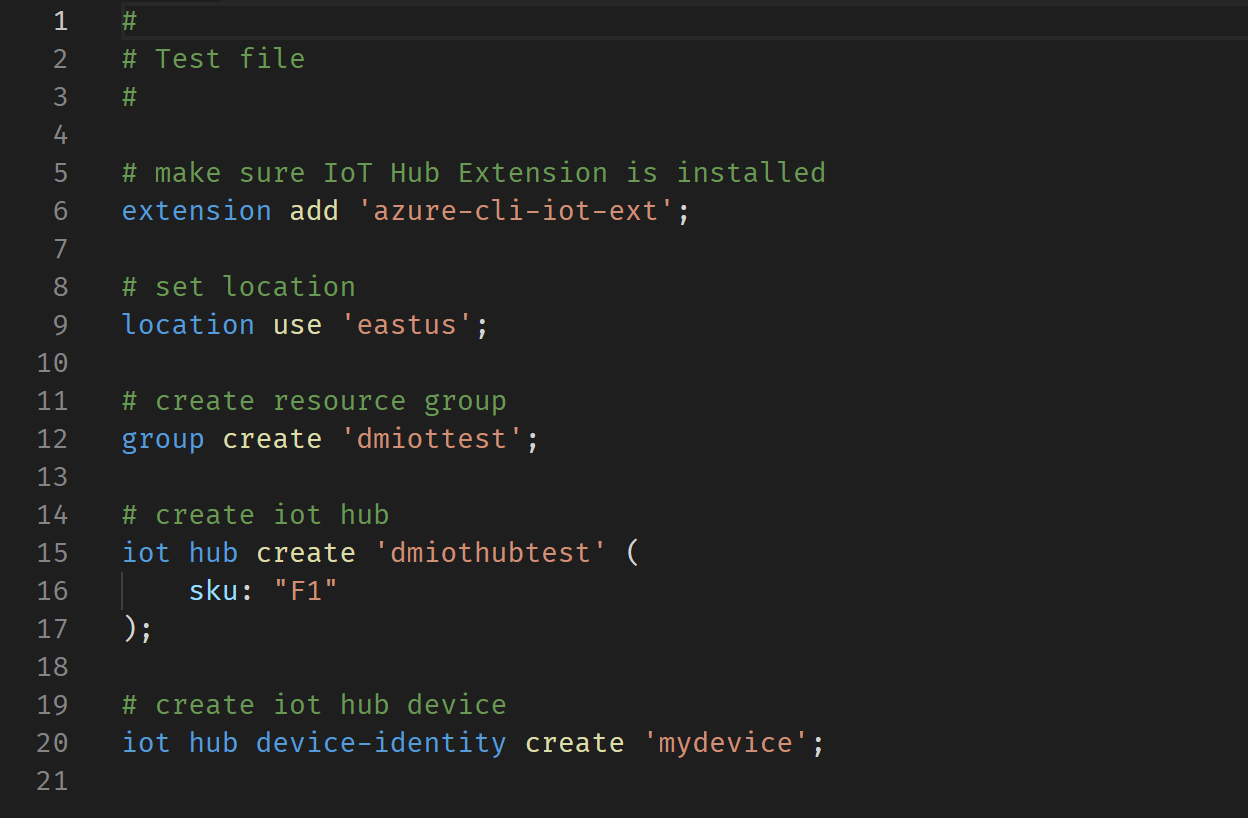 1 #
2 # Test file
3 #
4
5 # make sure IoT Hub Extension is installed
6 extension add 'azure-cli-iot-ext';
7
8 # set location
9 location use 'eastus';
10
11 # create resource group
12 group create 'dmiottest';
13
14 # create iot hub
15 iot hub create 'dmiothubtest' (
16     sku: "F1"
17 );
18
19 # create iot hub device
20 iot hub device-identity create 'mydevice';
21